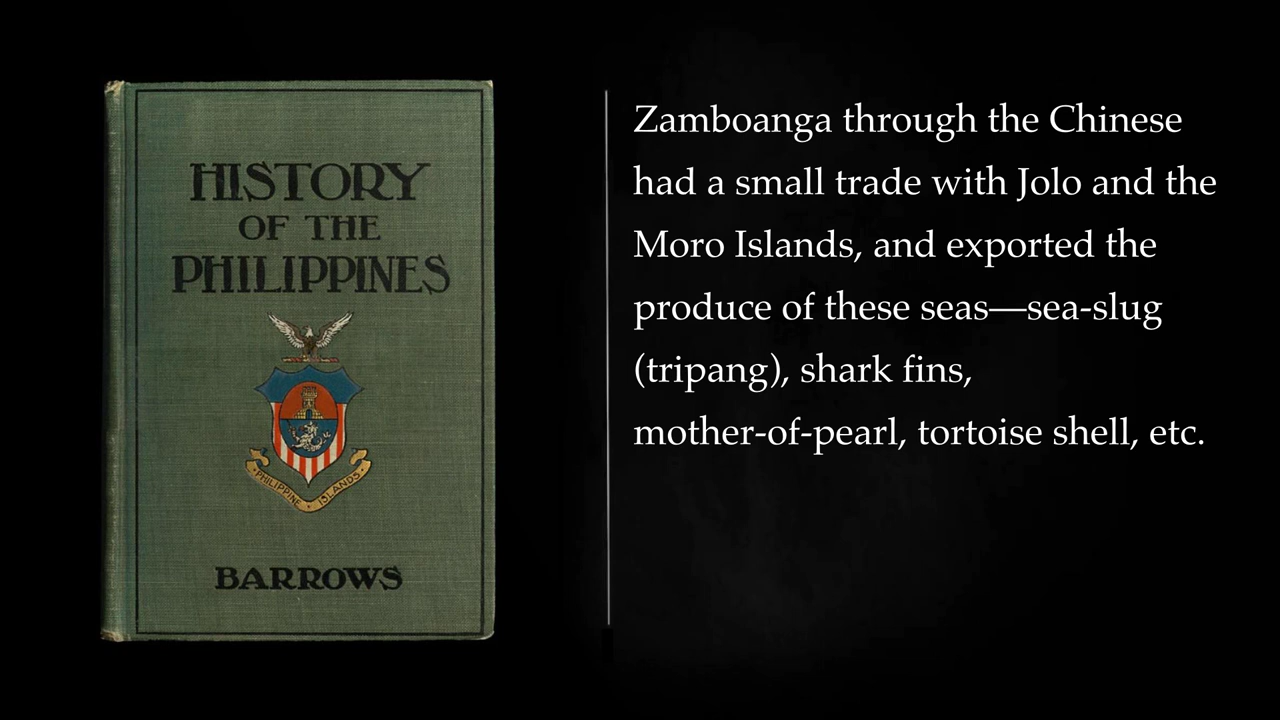 HISTORY
OF THE
PHILIPPINES
PHILIPPINE ISLANDS
BARROWS
Zamboanga through the Chinese
had a small trade with Jolo and the
Moro Islands, and exported the
produce of these seas—sea-slug
(tripang), shark fins,
mother-of-pearl, tortoise shell, etc.